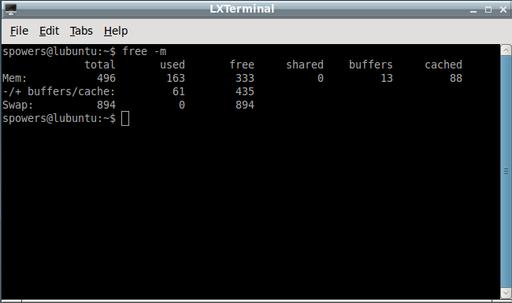 LXTerminal
File Edit Tabs Help
spowers@lubuntu:~$ free -m
total used free shared buffers cached
Mem: 496 163 333 0 13 88
-/+ buffers/cache: 61 435
Swap: 894 0 894
spowers@lubuntu:~$